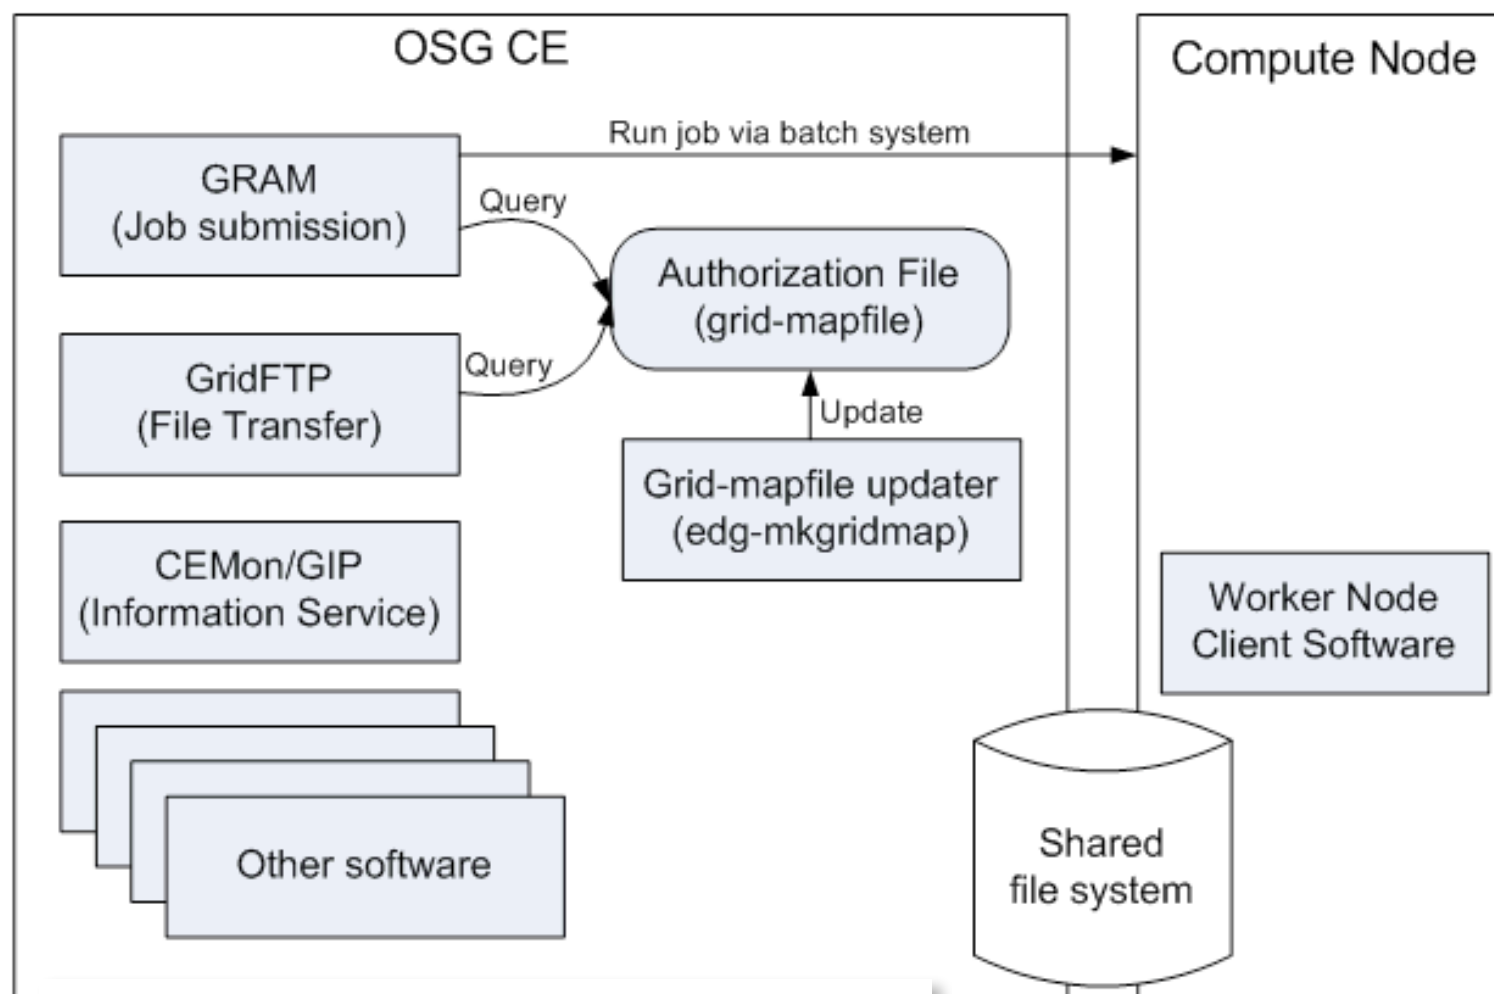 OSG CE
Compute Node
Run job via batch system
GRAM
(Job submission)
Query
Authorization File
(grid-mapfile)
GridFTP
(File Transfer)
Query
Update
Grid-mapfile updater
(edg-mkgridmap)
CEMon/GIP
(Information Service)
Worker Node
Client Software
Other software
Shared
file system